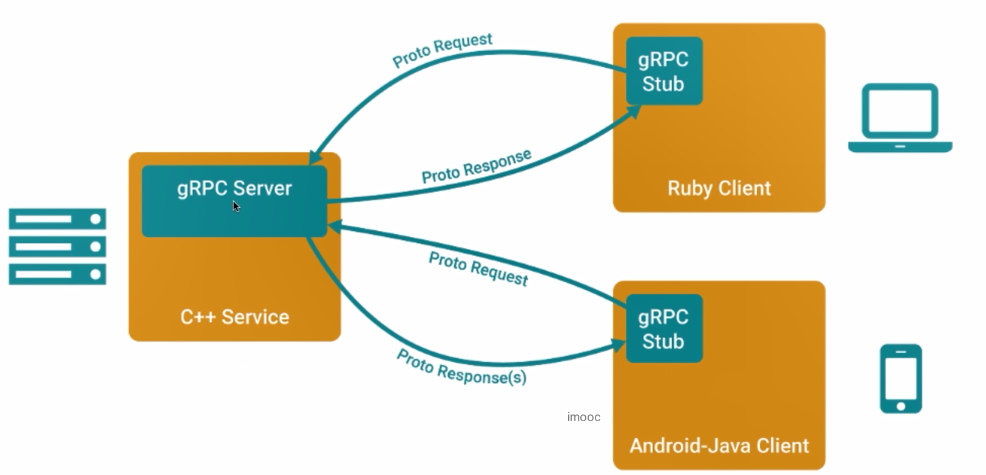 Proto Request
gRPC
Stub
Proto Response
Ruby Client
gRPC Server
C++ Service
Proto Request
gRPC
Stub
Proto Response(s)
imooc
Android-Java Client